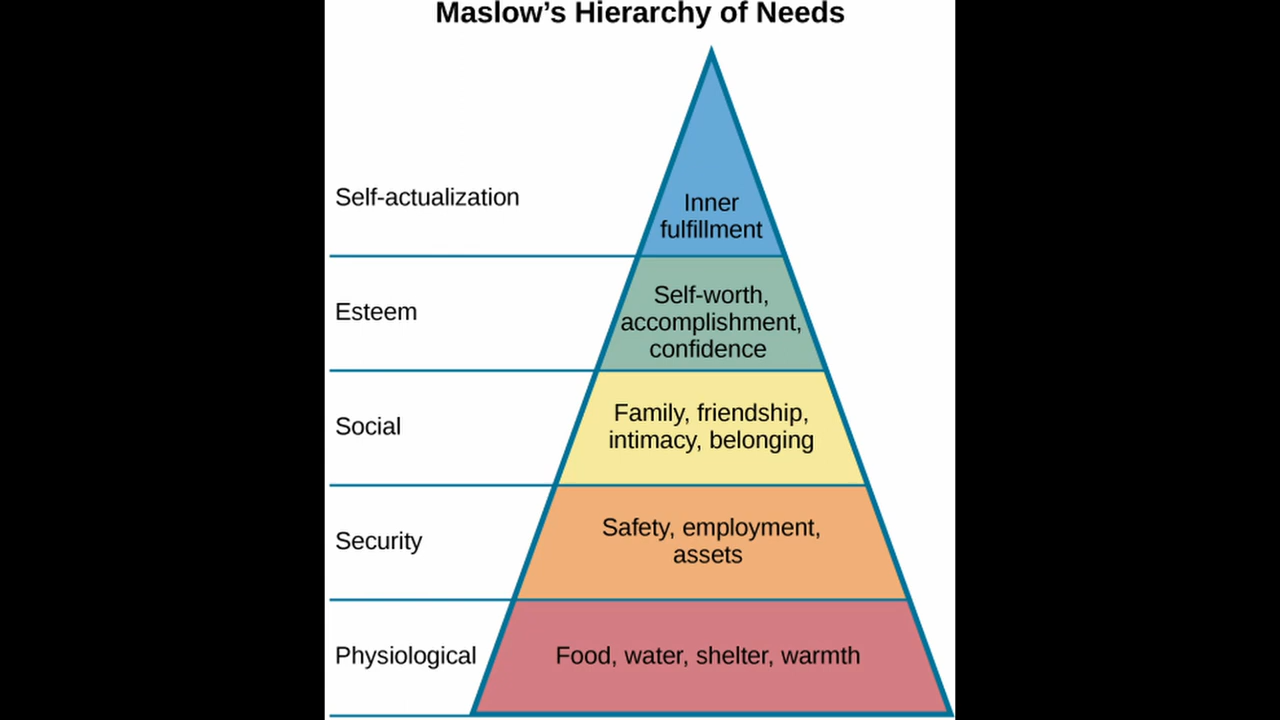 Maslow's Hierarchy of Needs
Self-actualization
Inner
fulfillment
Esteem
Self-worth,
accomplishment,
confidence
Social
Family, friendship,
intimacy, belonging
Security
Safety, employment,
assets
Physiological
Food, water, shelter, warmth